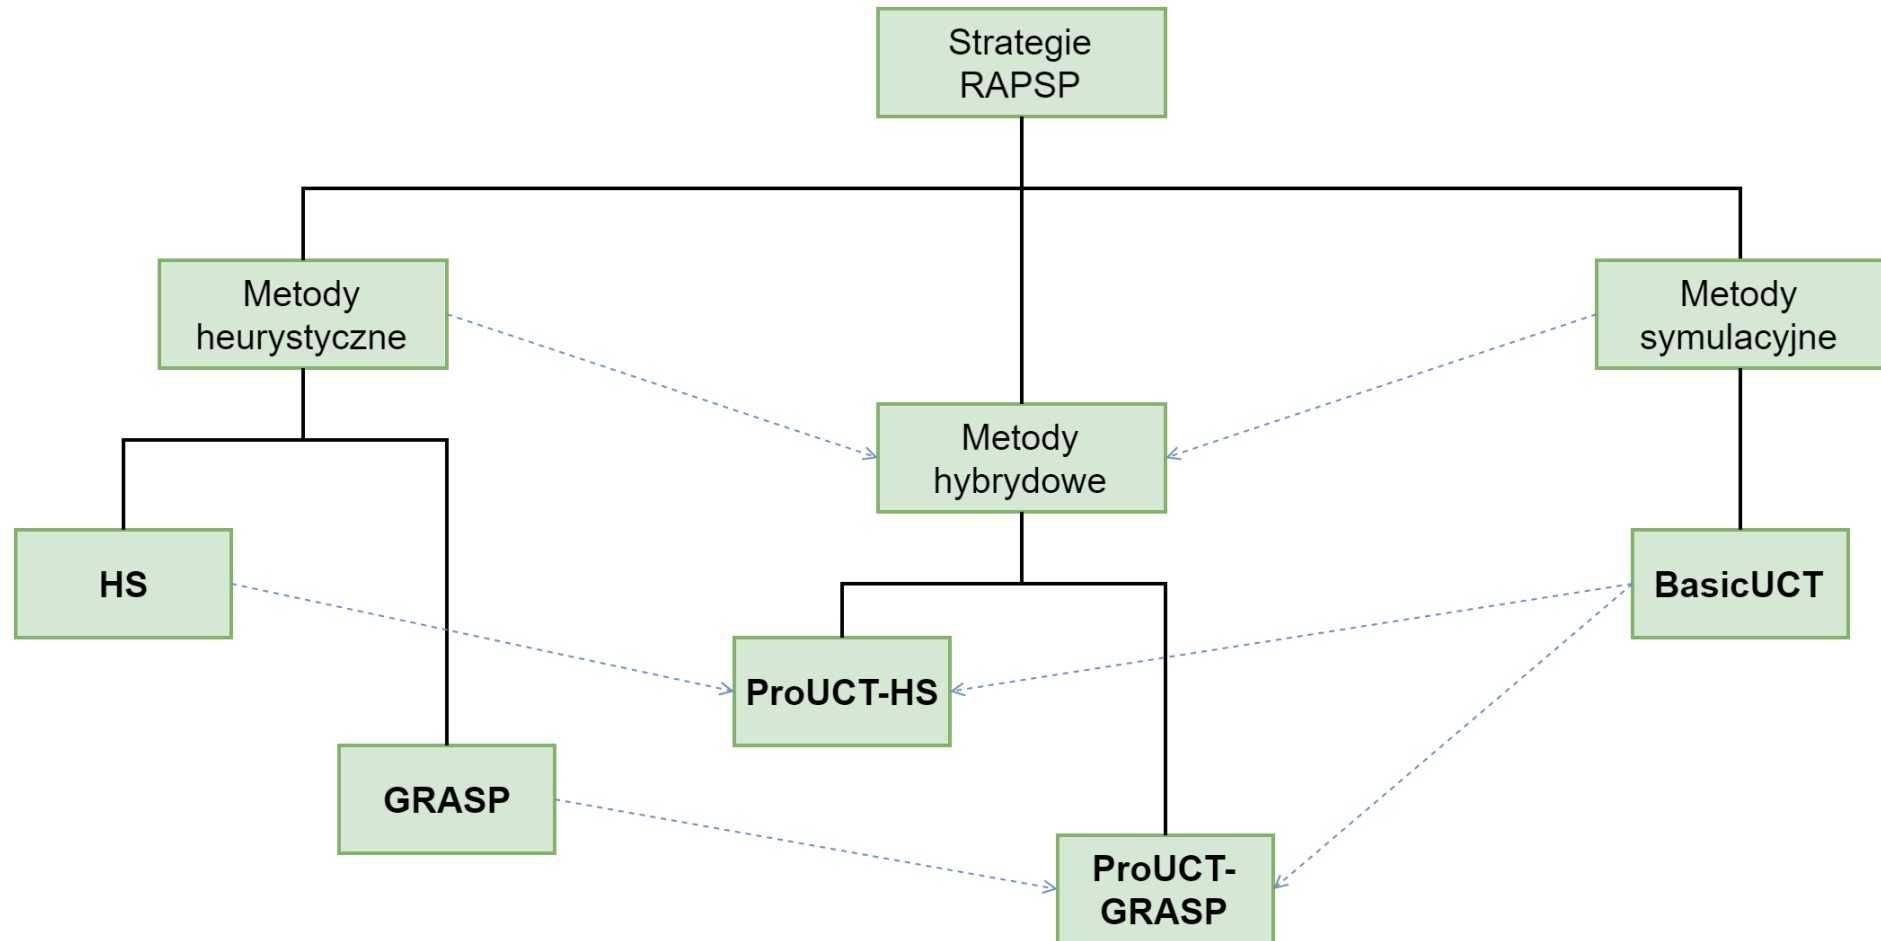 Strategie
RAPSP
Metody
heurystyczne
Metody
symulacyjne
Metody
hybrydowe
HS
BasicUCT
ProUCT-HS
GRASP
ProUCT-
GRASP